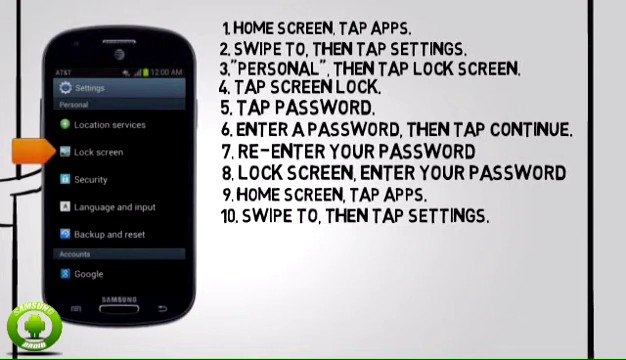 1. HOME SCREEN, TAP APPS.
2. SWIPE TO, THEN TAP SETTINGS.
3."PERSONAL", THEN TAP LOCK SCREEN.
4. TAP SCREEN LOCK.
5. TAP PASSWORD.
6. ENTER A PASSWORD, THEN TAP CONTINUE.
7. RE-ENTER YOUR PASSWORD
8. LOCK SCREEN, ENTER YOUR PASSWORD
9. HOME SCREEN, TAP APPS.
10. SWIPE TO, THEN TAP SETTINGS.
AT&T
AT&T 12:00 AM
Settings
Personal
Location services
Lock screen
Security
A Language and input
Backup and reset
Accounts
g Google
SAMSUNG
SAMSUNG
DROID